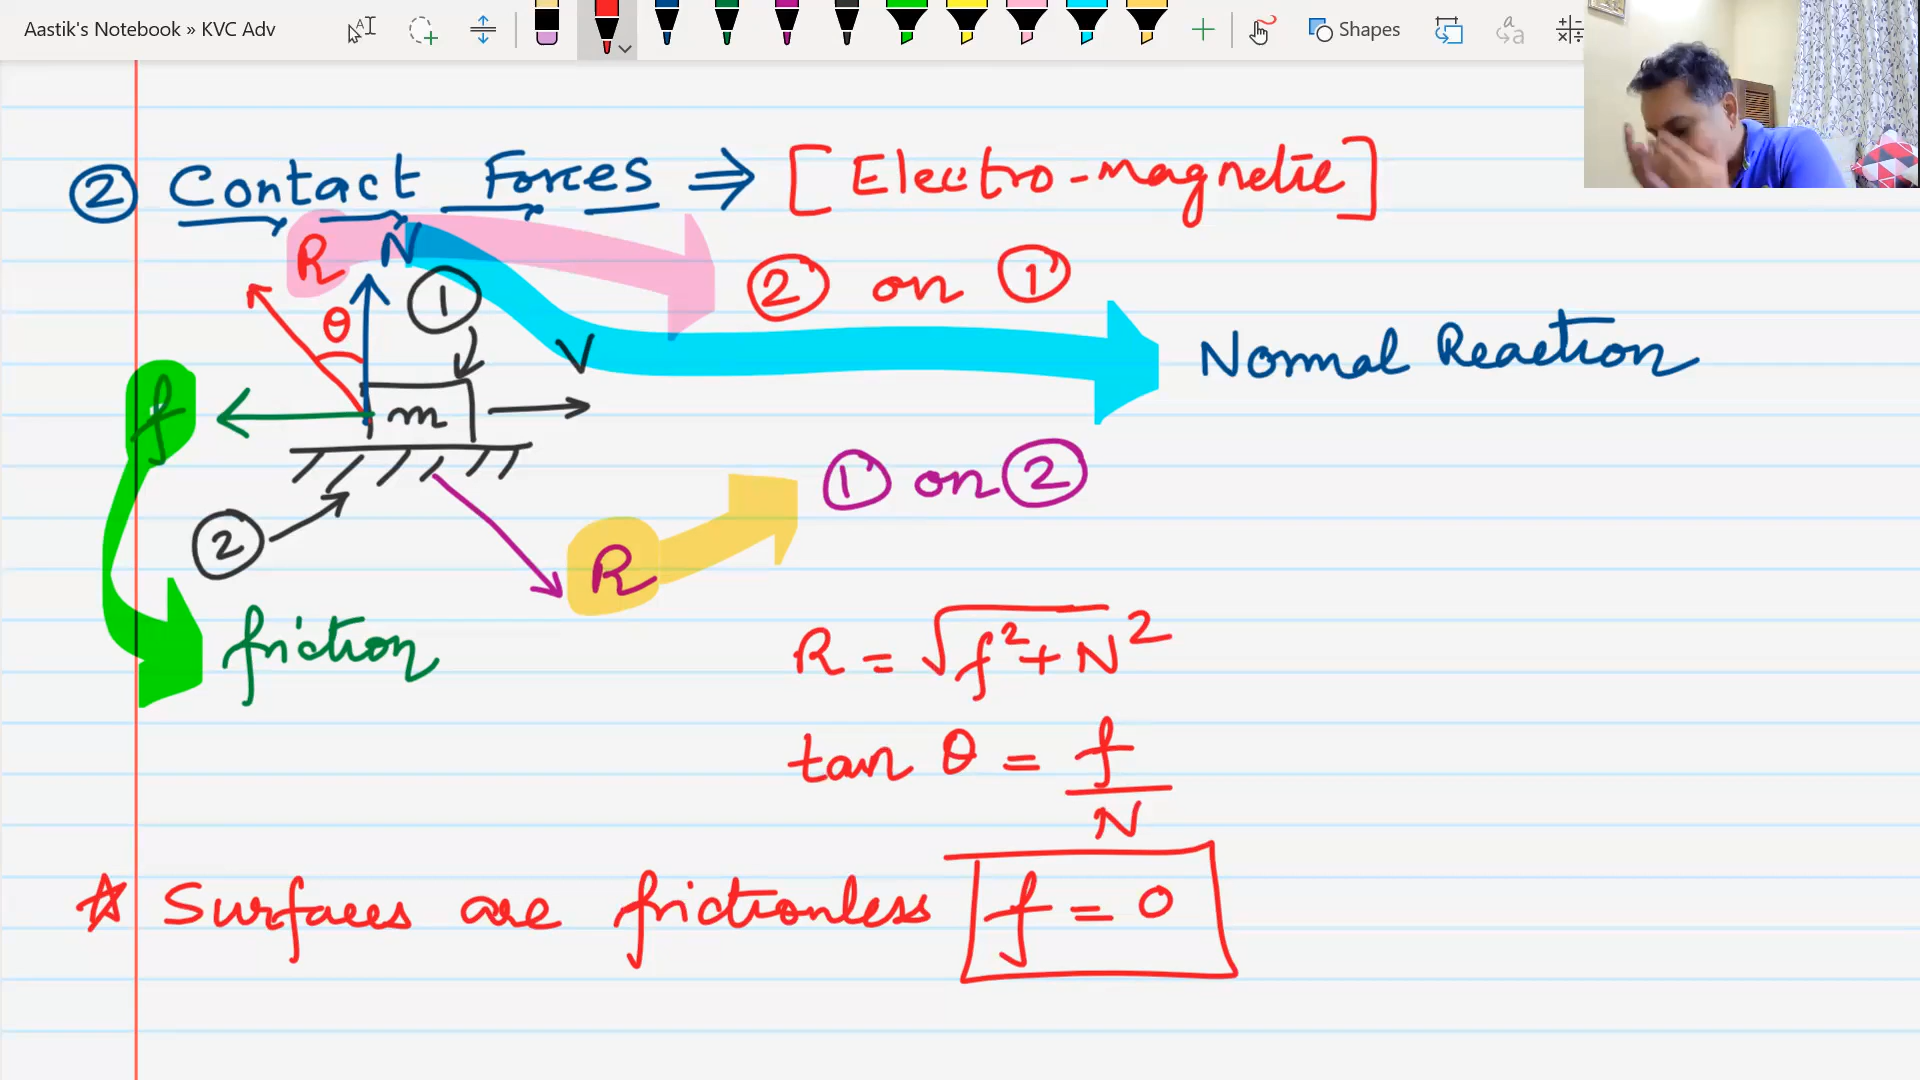 Aastik's Notebook » KVC Adv
Shapes
② Contact Forces ⇒ [Electro-magnetic]
R N
① ② on ①
θ
V Normal Reaction
f m
① on ②
②
R
friction
R = √f²+N²
tan θ = f/N
☆ Surfaces are frictionless f = 0